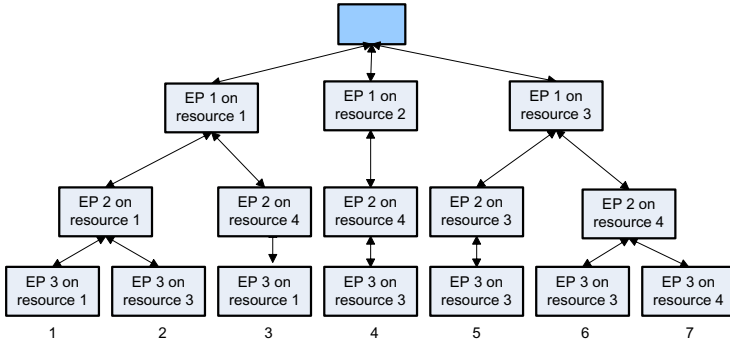 EP 1 on
resource 1
EP 1 on
resource 2
EP 1 on
resource 3
EP 2 on
resource 1
EP 2 on
resource 4
EP 2 on
resource 4
EP 2 on
resource 3
EP 2 on
resource 4
EP 3 on
resource 1
EP 3 on
resource 3
EP 3 on
resource 1
EP 3 on
resource 3
EP 3 on
resource 3
EP 3 on
resource 3
EP 3 on
resource 4
1 2 3 4 5 6 7